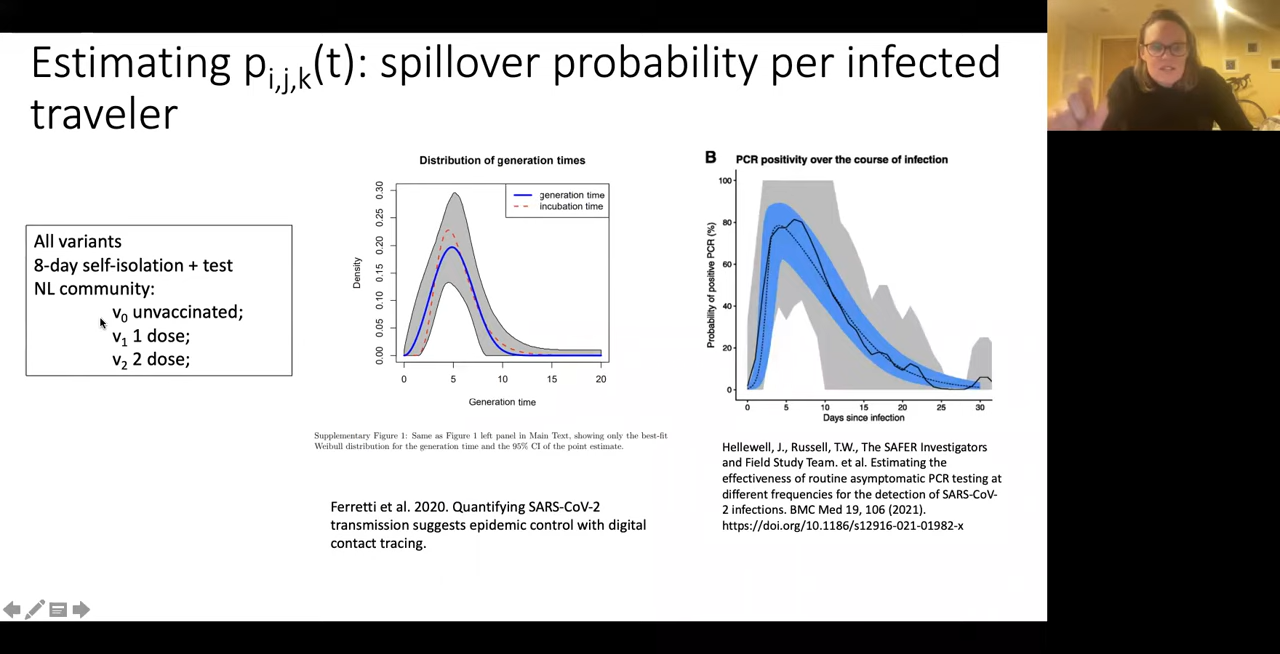 Estimating pi,j,k(t): spillover probability per infected
traveler
All variants
8-day self-isolation + test
NL community:
v0 unvaccinated;
v1 1 dose;
v2 2 dose;
Distribution of generation times
generation time
incubation time
Density
0.30
0.25
0.20
0.15
0.10
0.05
0.00
0 5 10 15 20
Generation time
Supplementary Figure 1: Same as Figure 1 left panel in Main Text, showing only the best-fit
Weibull distribution for the generation time and the 95% CI of the point estimate.
Ferretti et al. 2020. Quantifying SARS-CoV-2
transmission suggests epidemic control with digital
contact tracing.
B PCR positivity over the course of infection
Probability of positive PCR (%)
100
80
60
40
20
0
0 5 10 15 20 25 30
Days since infection
Hellewell, J., Russell, T.W., The SAFER Investigators
and Field Study Team. et al. Estimating the
effectiveness of routine asymptomatic PCR testing at
different frequencies for the detection of SARS-CoV-
2 infections. BMC Med 19, 106 (2021).
https://doi.org/10.1186/s12916-021-01982-x